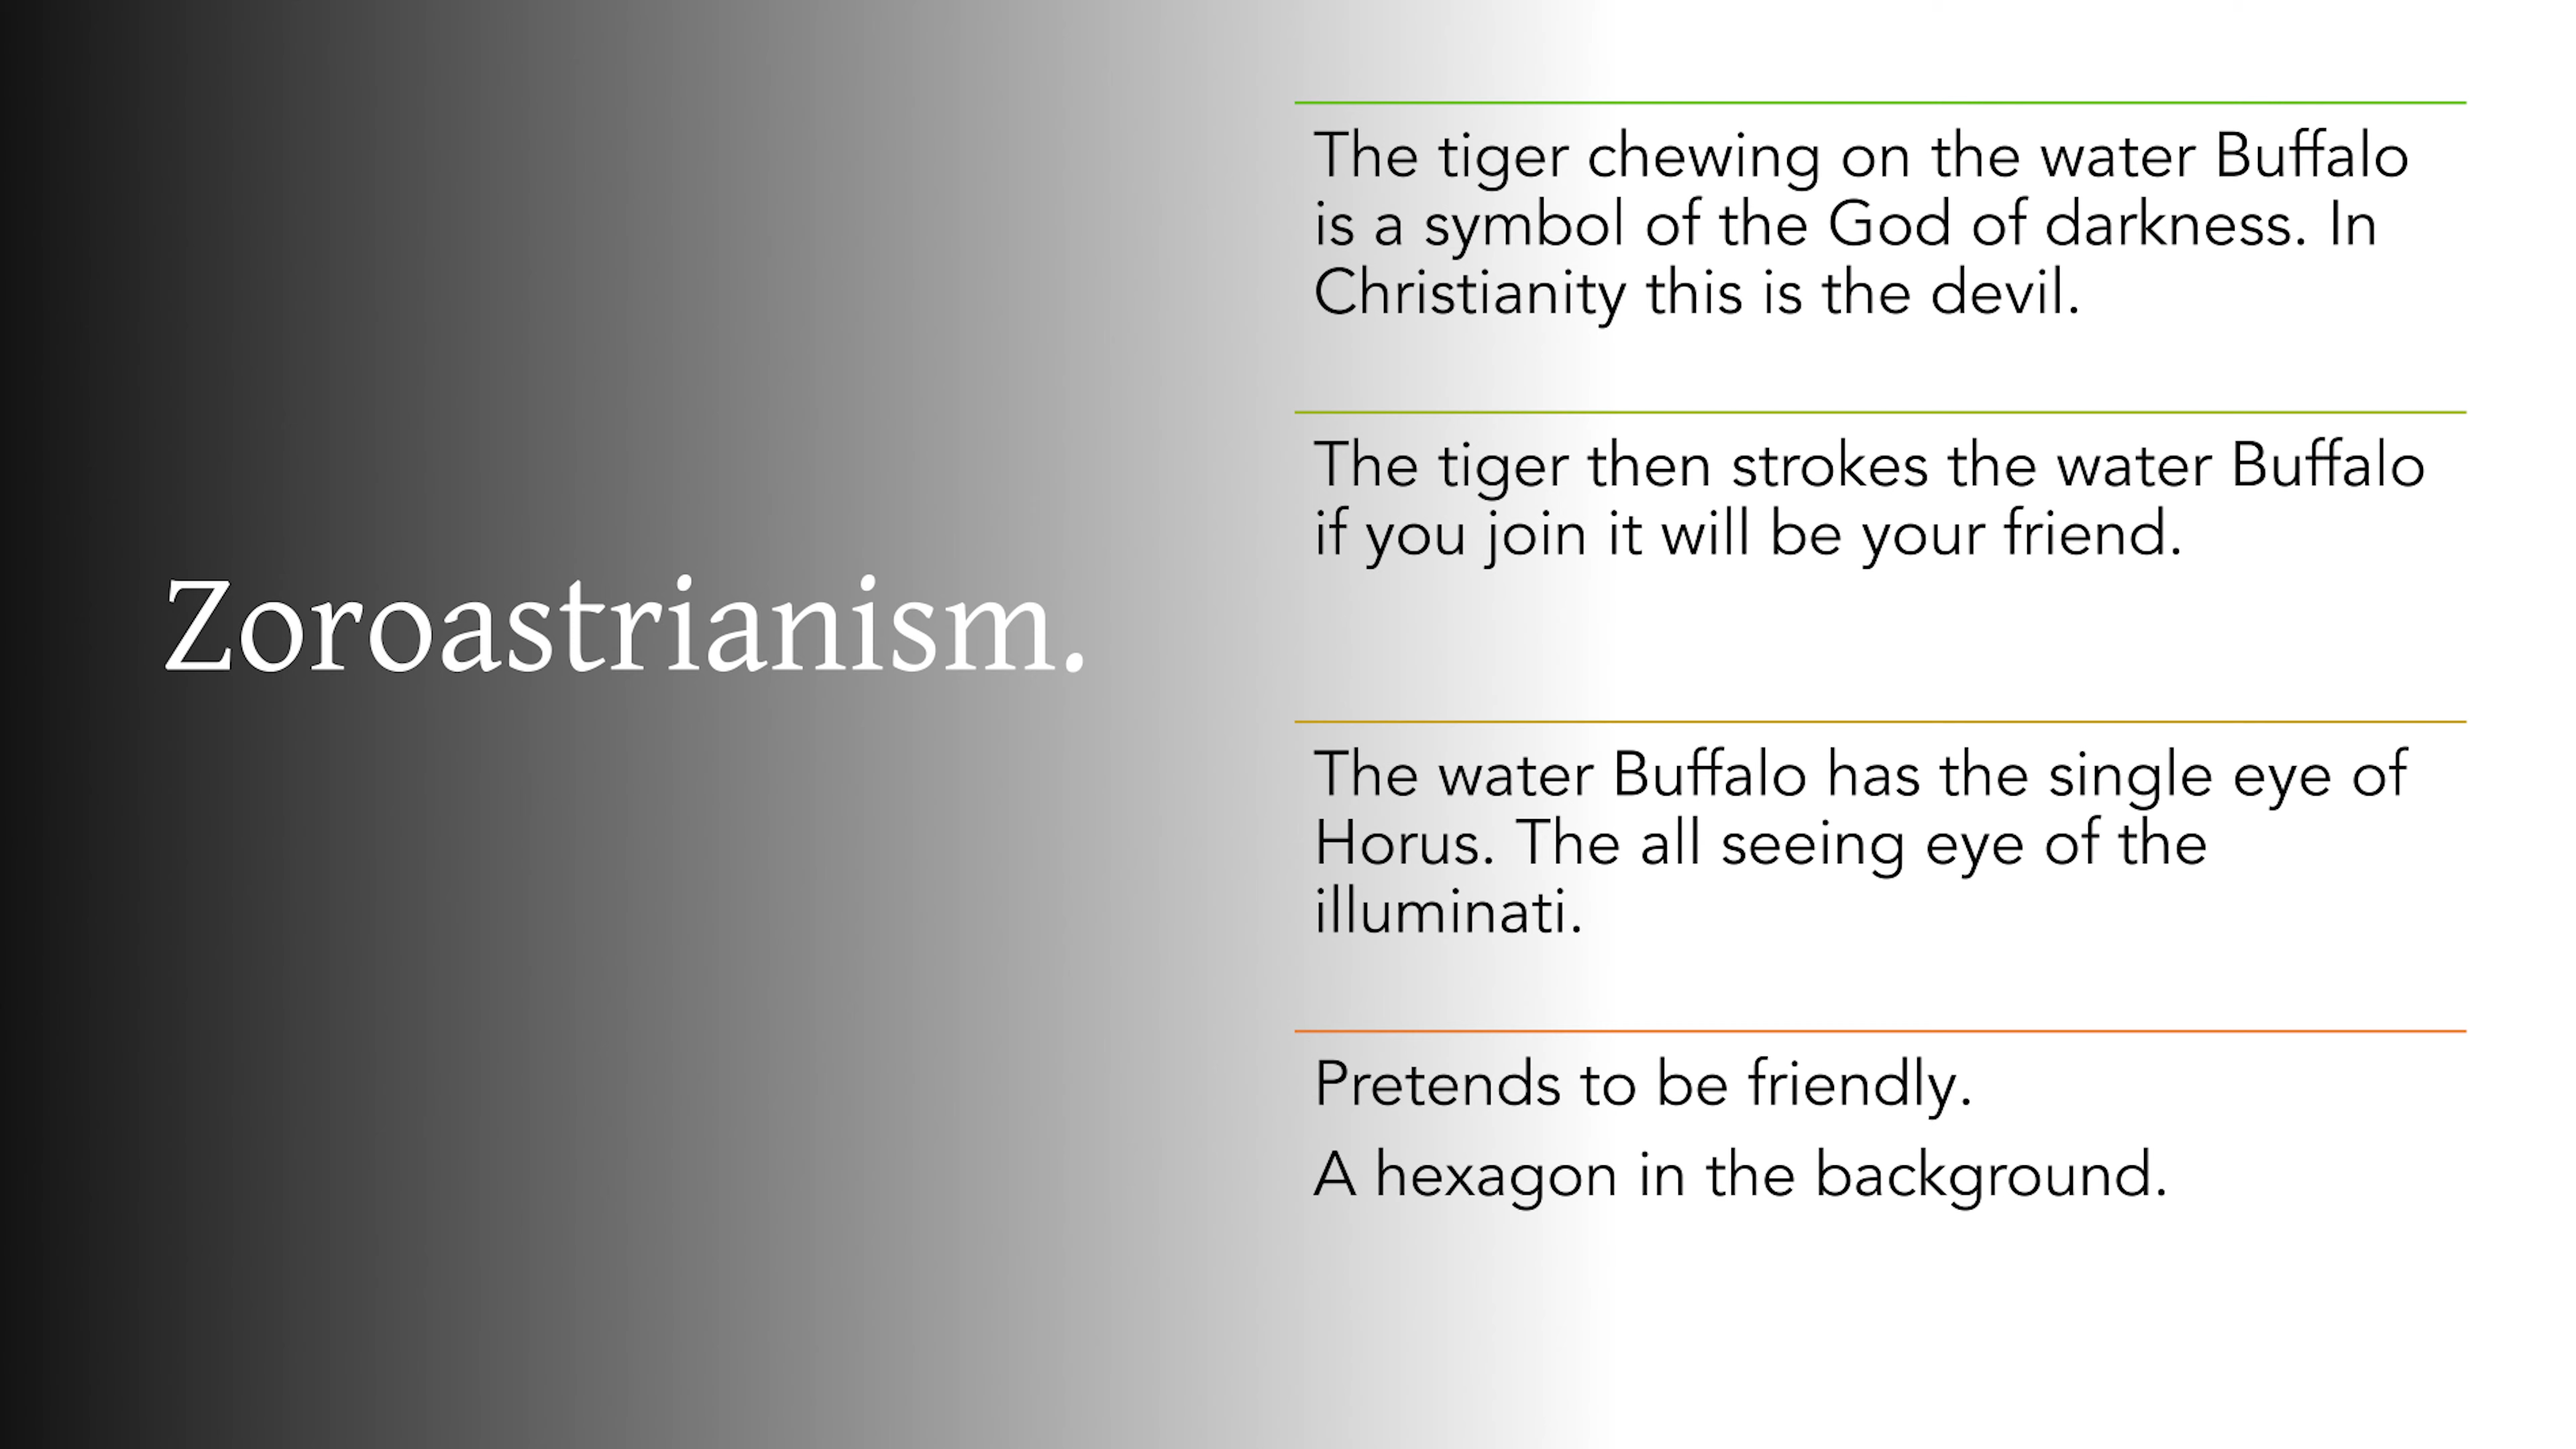 Zoroastrianism.
The tiger chewing on the water Buffalo
is a symbol of the God of darkness. In
Christianity this is the devil.
The tiger then strokes the water Buffalo
if you join it will be your friend.
The water Buffalo has the single eye of
Horus. The all seeing eye of the
illuminati.
Pretends to be friendly.
A hexagon in the background.